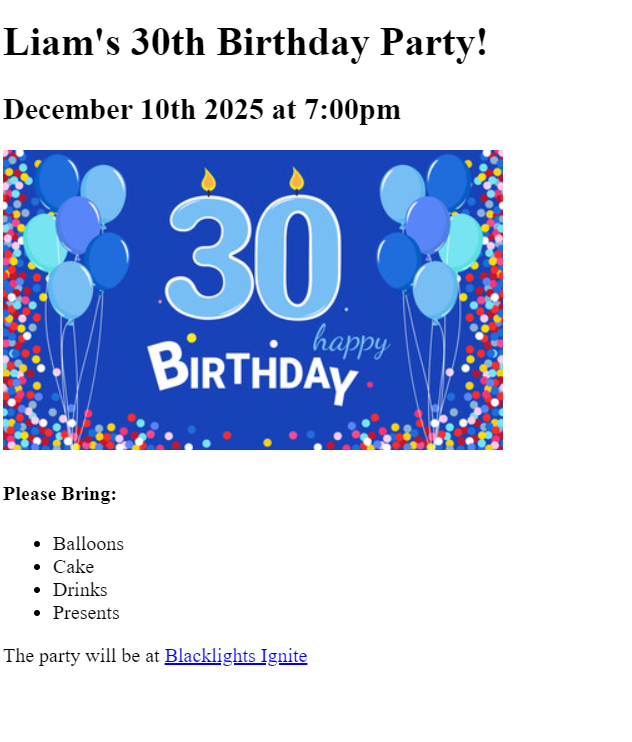 Liam's 30th Birthday Party!
December 10th 2025 at 7:00pm
30
happy
BIRTHDAY
Please Bring:
Balloons
Cake
Drinks
Presents
The party will be at Blacklights Ignite